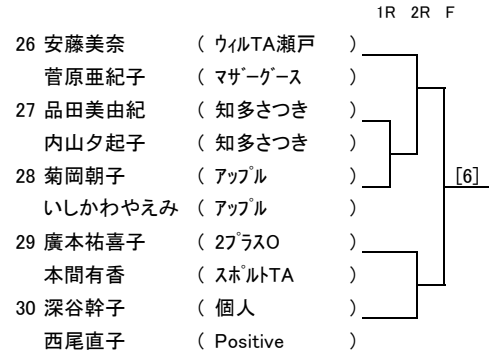 1R 2R F
26 安藤美奈 ( ｳｨﾙTA瀬戸 )
菅原亜紀子 ( ﾏｻﾞｰｸﾞｰｽ )
27 品田美由紀 ( 知多さつき )
内山夕起子 ( 知多さつき )
28 菊岡朝子 ( ｱｯﾌﾟﾙ )
[6]
いしかわやえみ ( ｱｯﾌﾟﾙ )
29 廣本祐喜子 ( 2ﾌﾟﾗｽO )
本間有香 ( ｽﾎﾟﾙﾄTA )
30 深谷幹子 ( 個人 )
西尾直子 ( Positive )